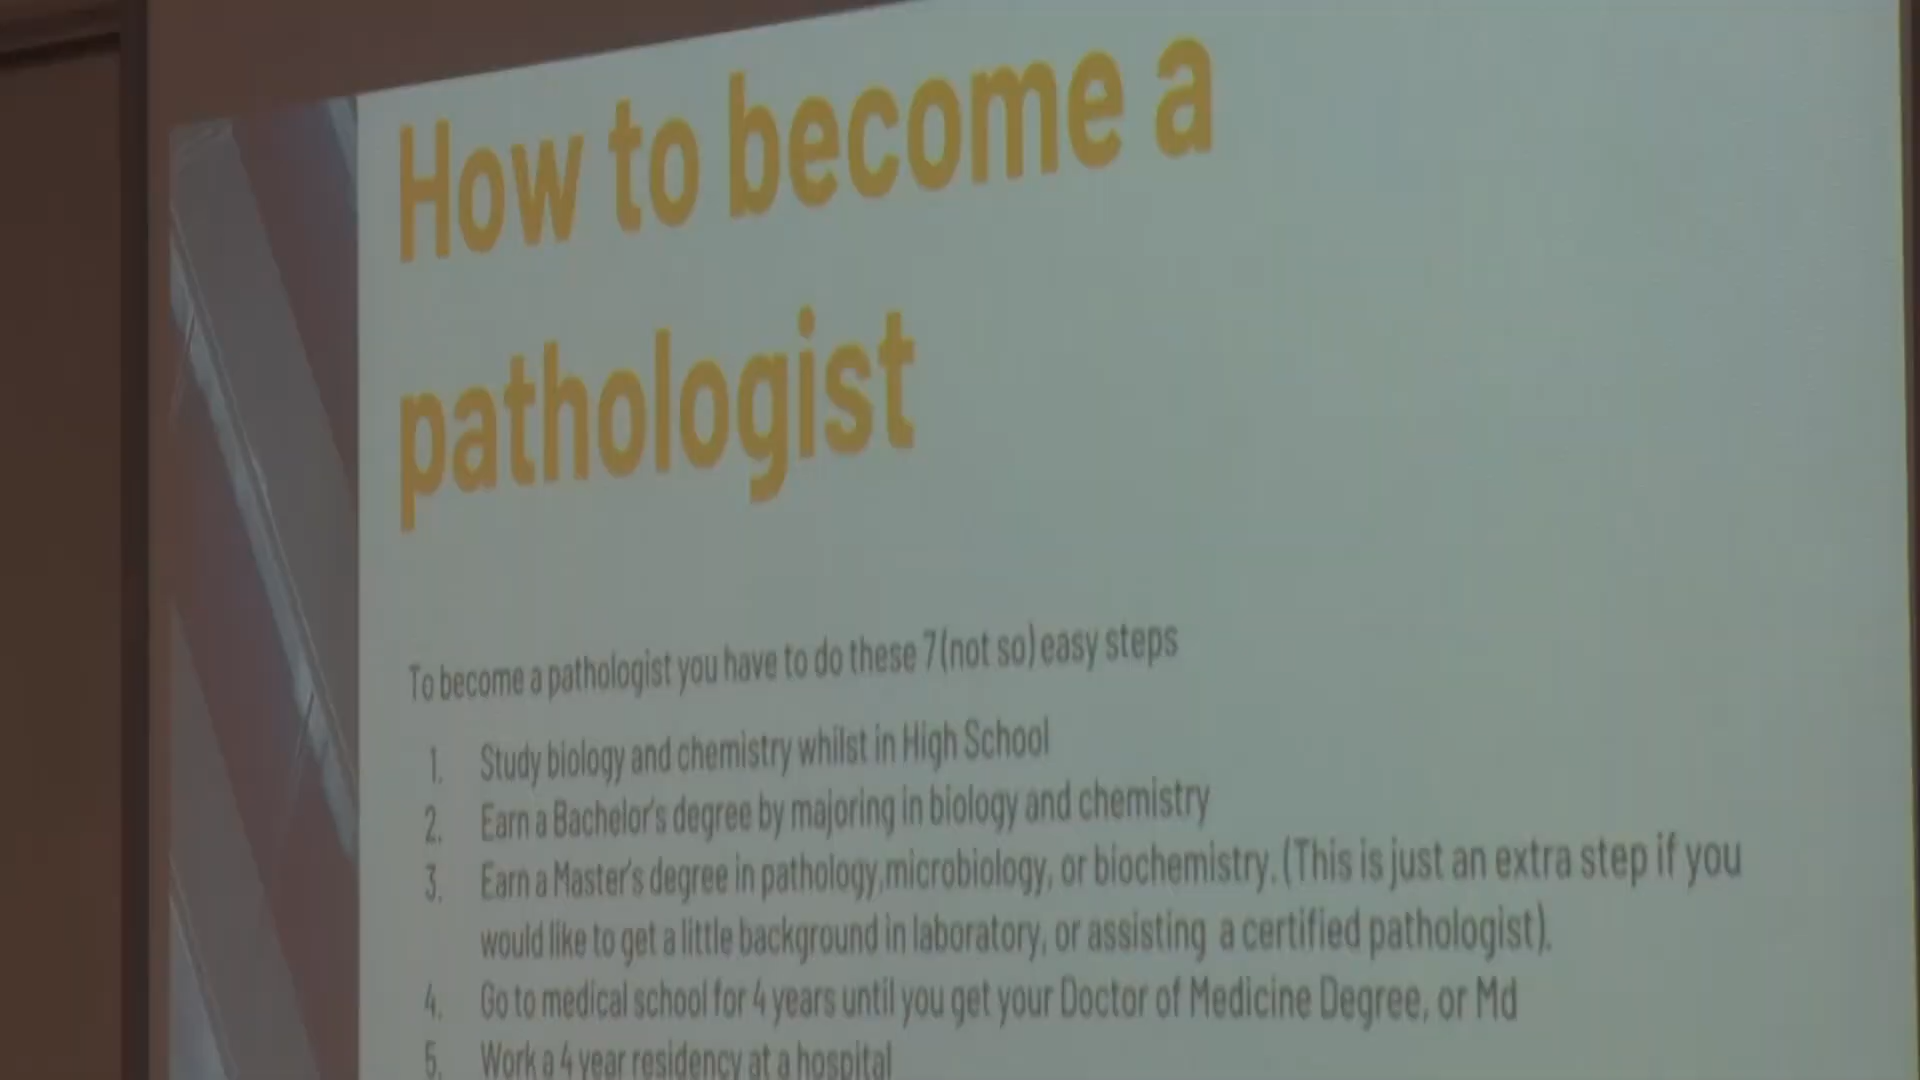 How to become a
pathologist
To become a pathologist you have to do these 7(not so) easy steps
1. Study biology and chemistry whilst in High School
2. Earn a Bachelor's degree by majoring in biology and chemistry
3. Earn a Master's degree in pathology,microbiology, or biochemistry. (This is just an extra step if you
would like to get a little background in laboratory, or assisting a certified pathologist).
4. Go to medical school for 4 years until you get your Doctor of Medicine Degree, or Md
5. Work a 4 year residency at a hospital